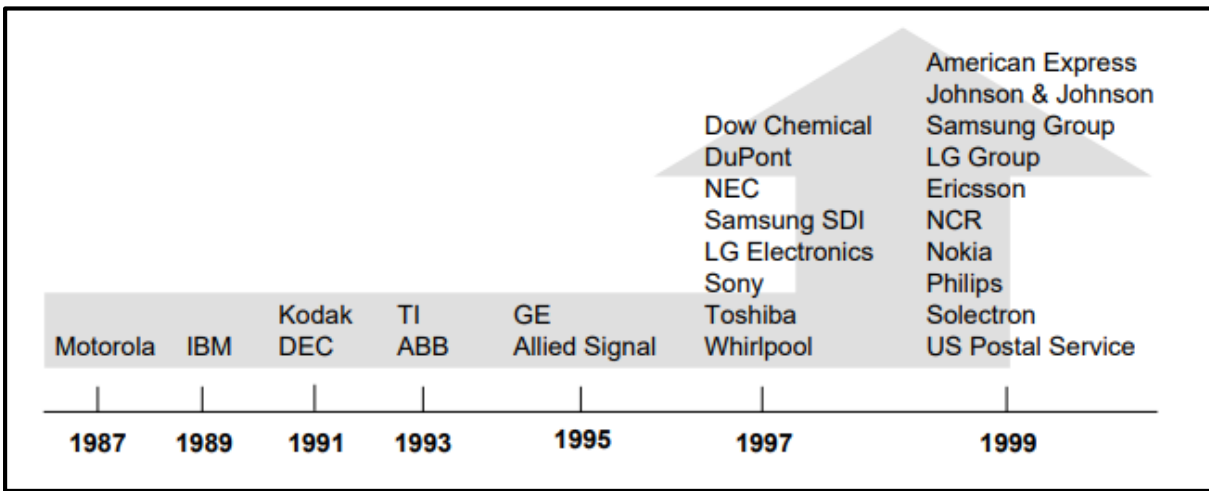 American Express
Johnson & Johnson
Dow Chemical Samsung Group
DuPont LG Group
NEC Ericsson
Samsung SDI NCR
LG Electronics Nokia
Sony Philips
Kodak TI GE Toshiba Solectron
Motorola IBM DEC ABB Allied Signal Whirlpool US Postal Service
1987 1989 1991 1993 1995 1997 1999